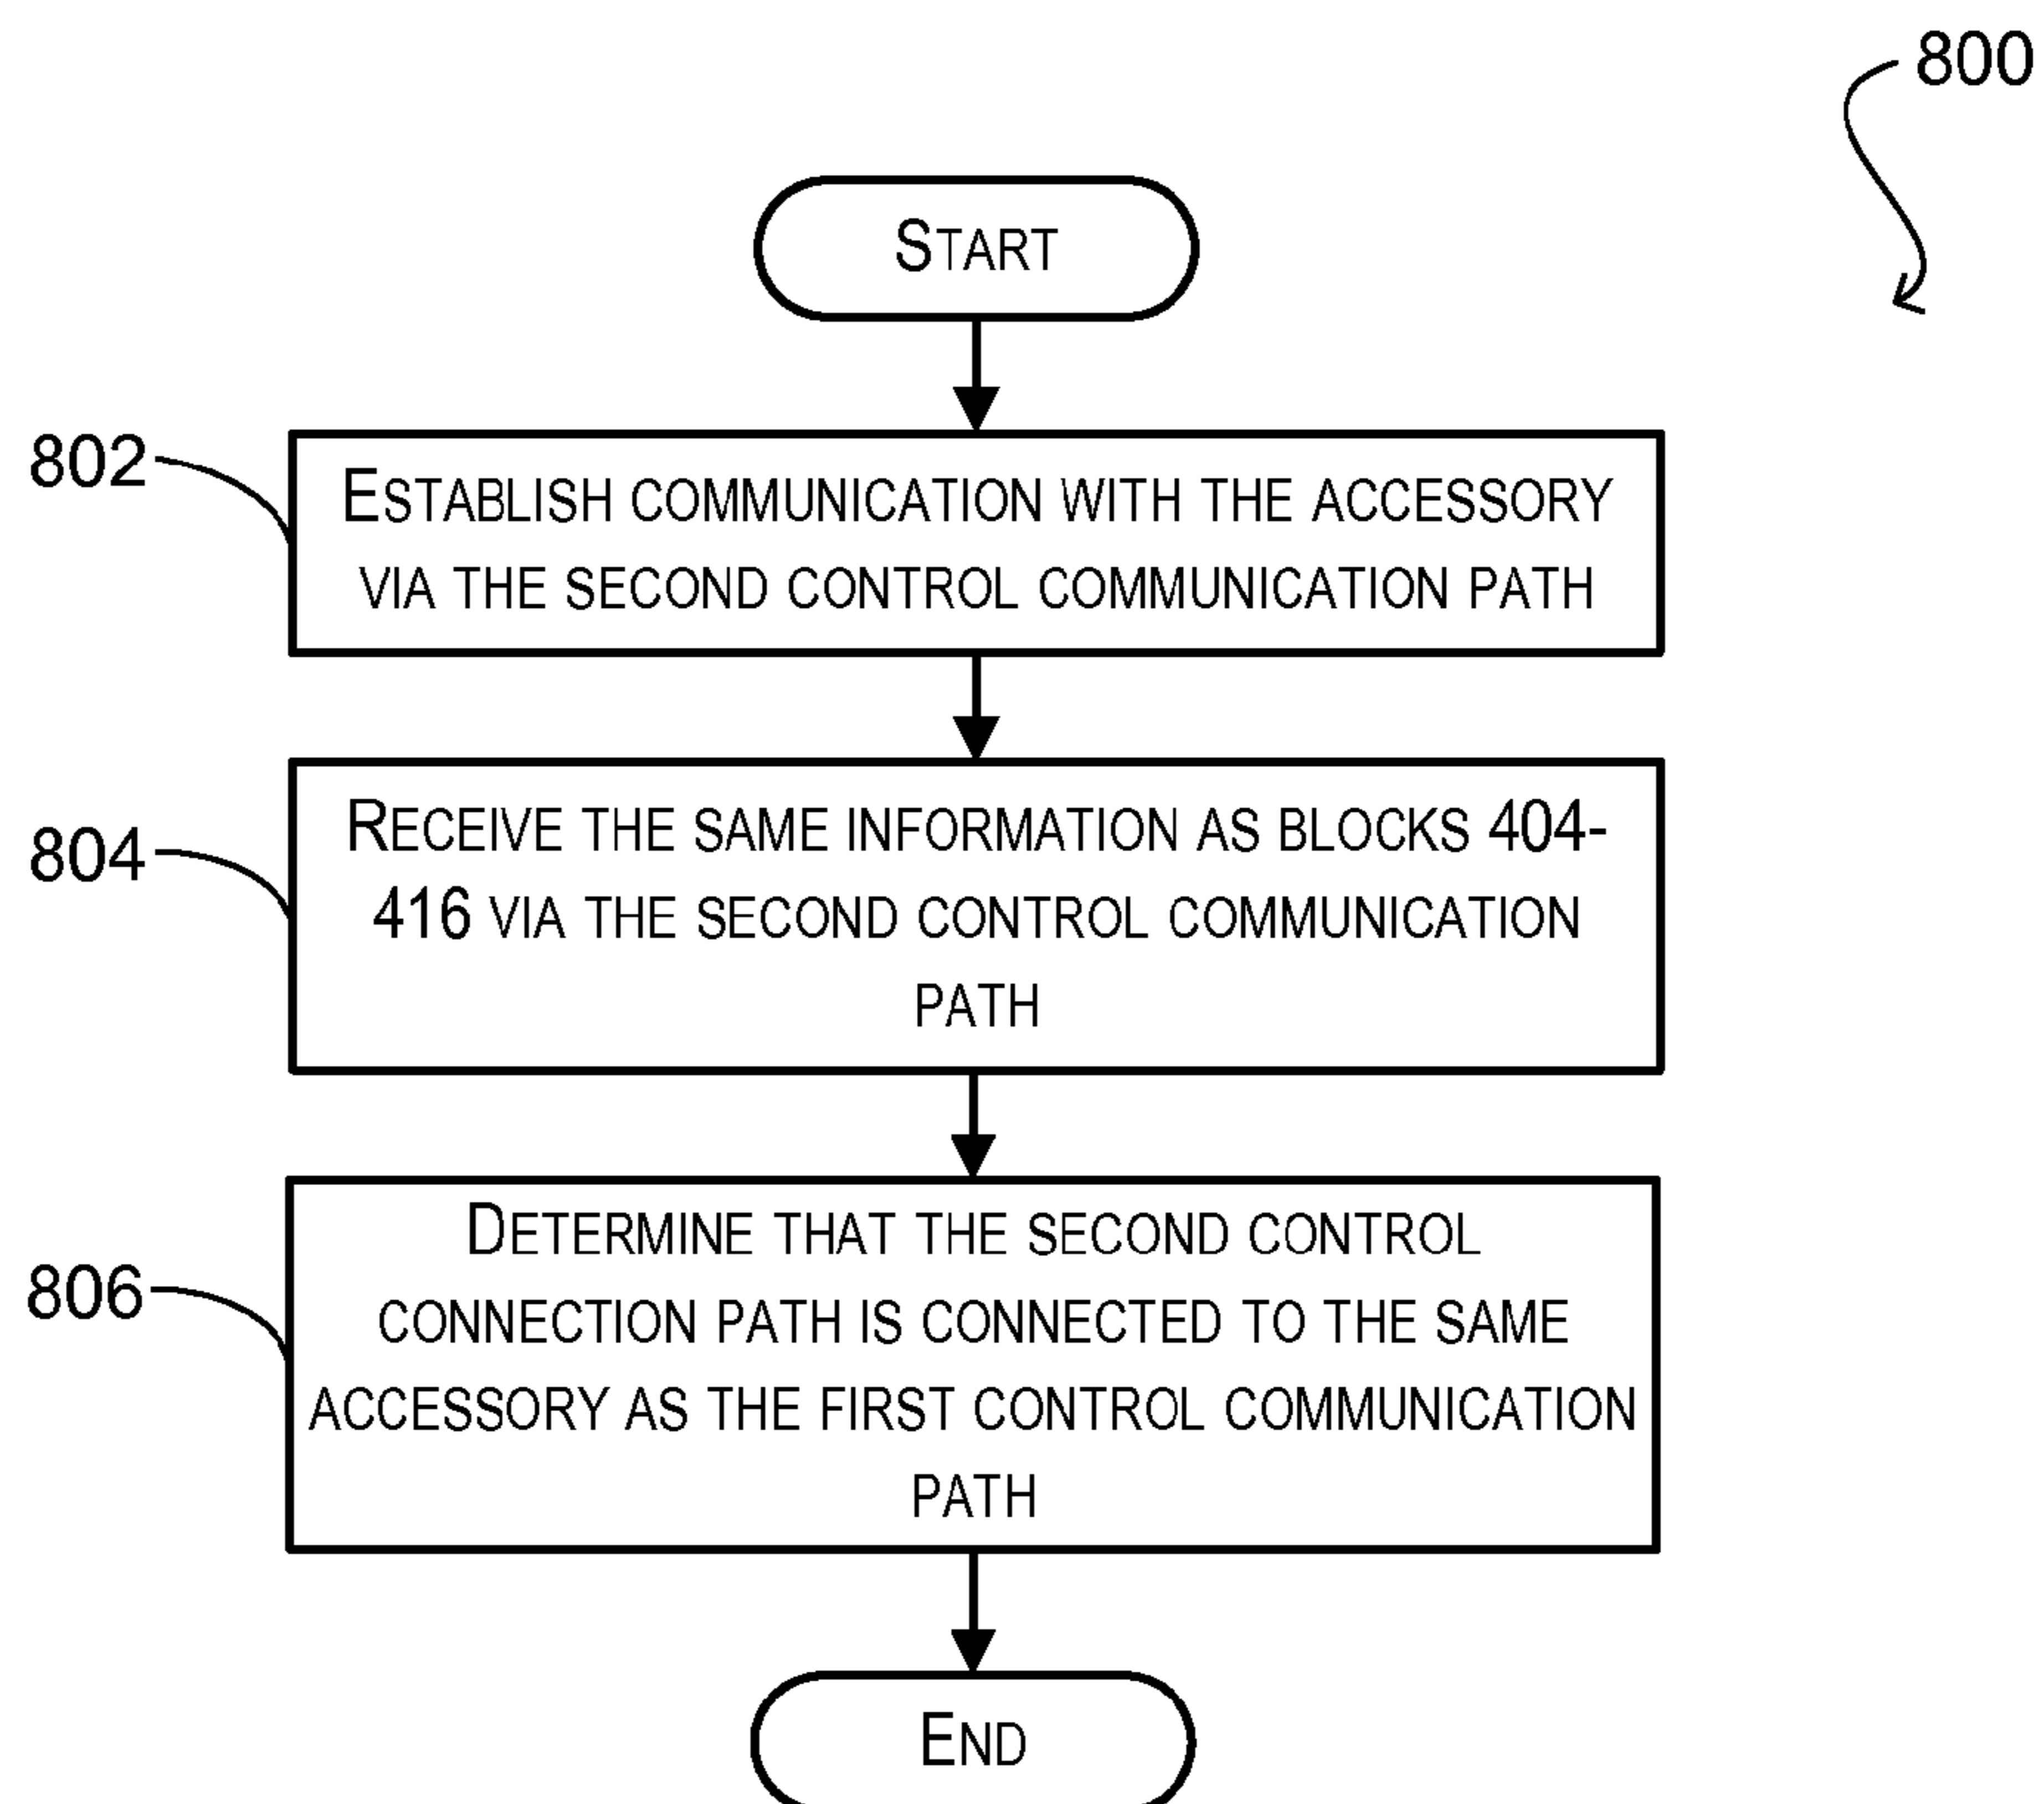 800
START
802
ESTABLISH COMMUNICATION WITH THE ACCESSORY
VIA THE SECOND CONTROL COMMUNICATION PATH
804
RECEIVE THE SAME INFORMATION AS BLOCKS 404-
416 VIA THE SECOND CONTROL COMMUNICATION
PATH
806
DETERMINE THAT THE SECOND CONTROL
CONNECTION PATH IS CONNECTED TO THE SAME
ACCESSORY AS THE FIRST CONTROL COMMUNICATION
PATH
END